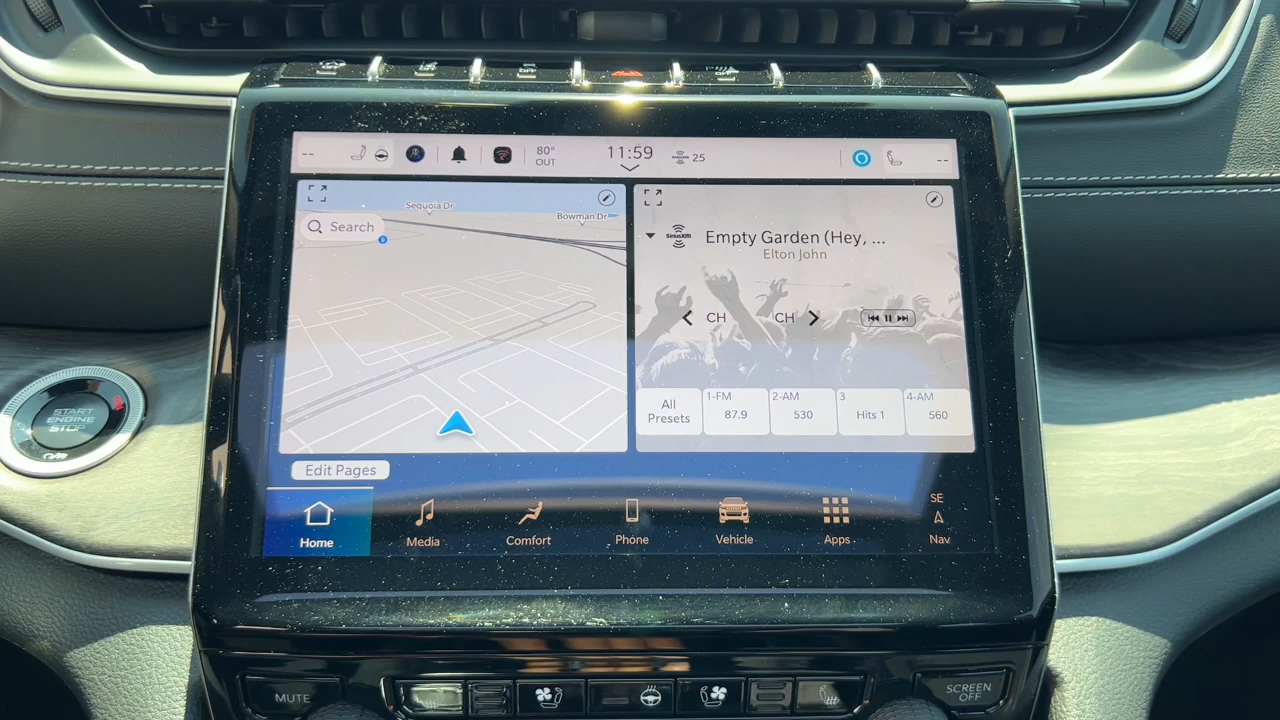 --
80°
OUT
11:59
SiriusXM
25
--
Sequoia Dr
Bowman Dr
Search
SiriusXM
Empty Garden (Hey, ...
Elton John
CH
CH
All
Presets
1-FM
87.9
2-AM
530
3
Hits 1
4-AM
560
START
ENGINE
STOP
Edit Pages
Home
Media
Comfort
Phone
Vehicle
Apps
SE
Nav
MUTE
SCREEN
OFF